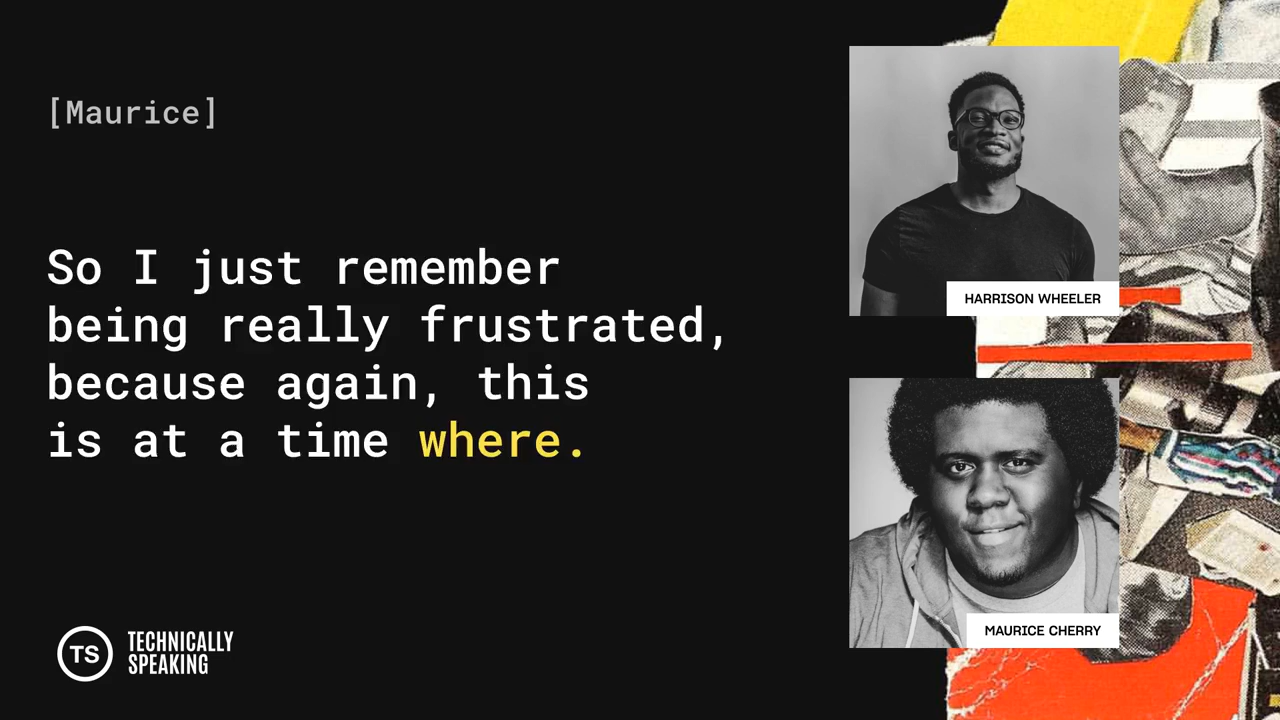 [Maurice]
So I just remember
being really frustrated,
because again, this
is at a time where.
HARRISON WHEELER
MAURICE CHERRY
TS
TECHNICALLY
SPEAKING